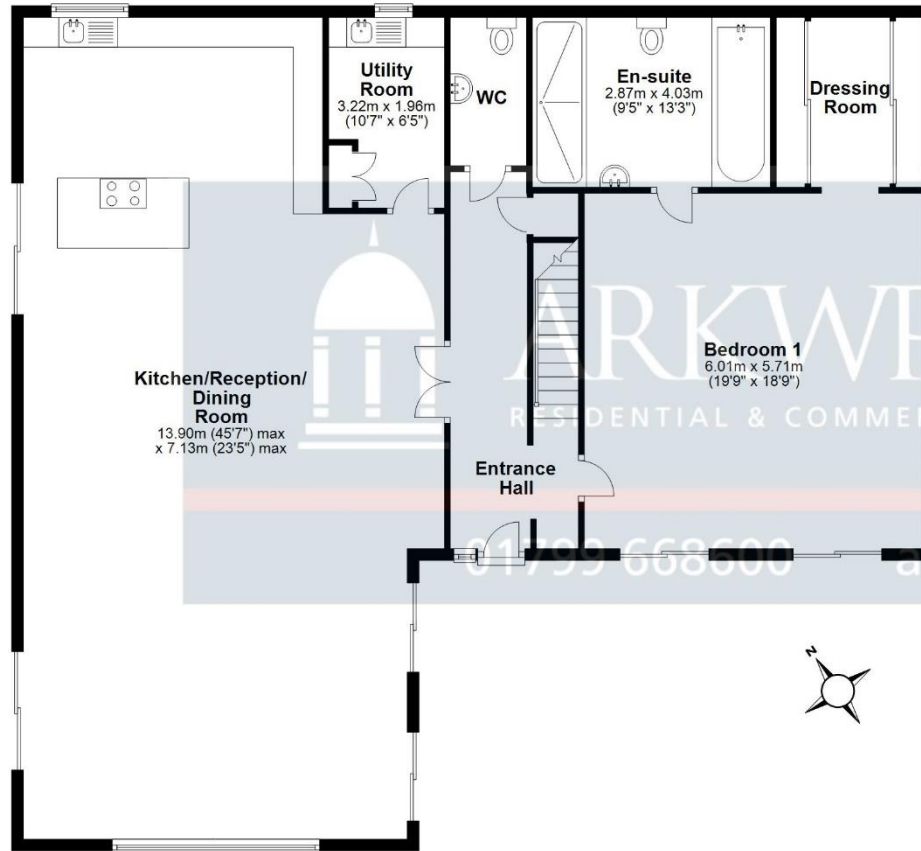 Utility
Room
3.22m x 1.96m
(10'7" x 6'5")
WC
En-suite
2.87m x 4.03m
(9'5" x 13'3")
Dressing
Room
ARKWE
RESIDENTIAL & COMMER
Bedroom 1
6.01m x 5.71m
(19'9" x 18'9")
Kitchen/Reception/
Dining
Room
13.90m (45'7") max
x 7.13m (23'5") max
Entrance
Hall
01799 668600 a
N